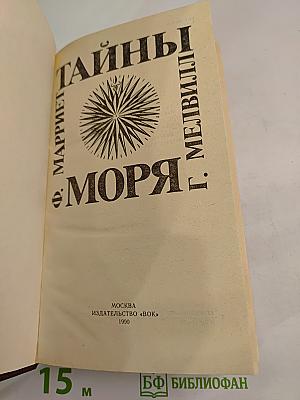 ТАЙНЫ
Ф. МАРРИЕТ
Г. МЕЛВИЛЛ
МОРЯ
МОСКВА
ИЗДАТЕЛЬСТВО «ВОК»
1990
15 м
БФ БИБЛИОФАН